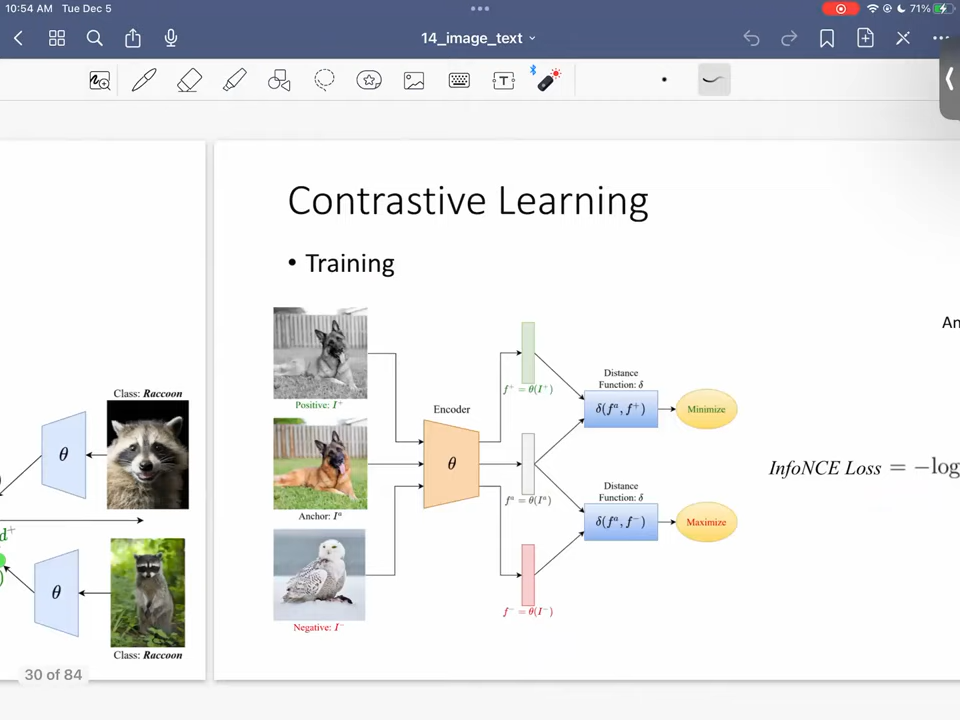 10:54 AM Tue Dec 5
71%
14_image_text
Contrastive Learning
• Training
Class: Raccoon
θ
d⁺
θ
Class: Raccoon
30 of 84
Positive: I⁺
Anchor: Iᵃ
Negative: I⁻
Encoder
θ
f⁺ = θ(I⁺)
fᵃ = θ(Iᵃ)
f⁻ = θ(I⁻)
Distance
Function: δ
δ(fᵃ, f⁺)
Minimize
Distance
Function: δ
δ(fᵃ, f⁻)
Maximize
An
InfoNCE Loss = −log